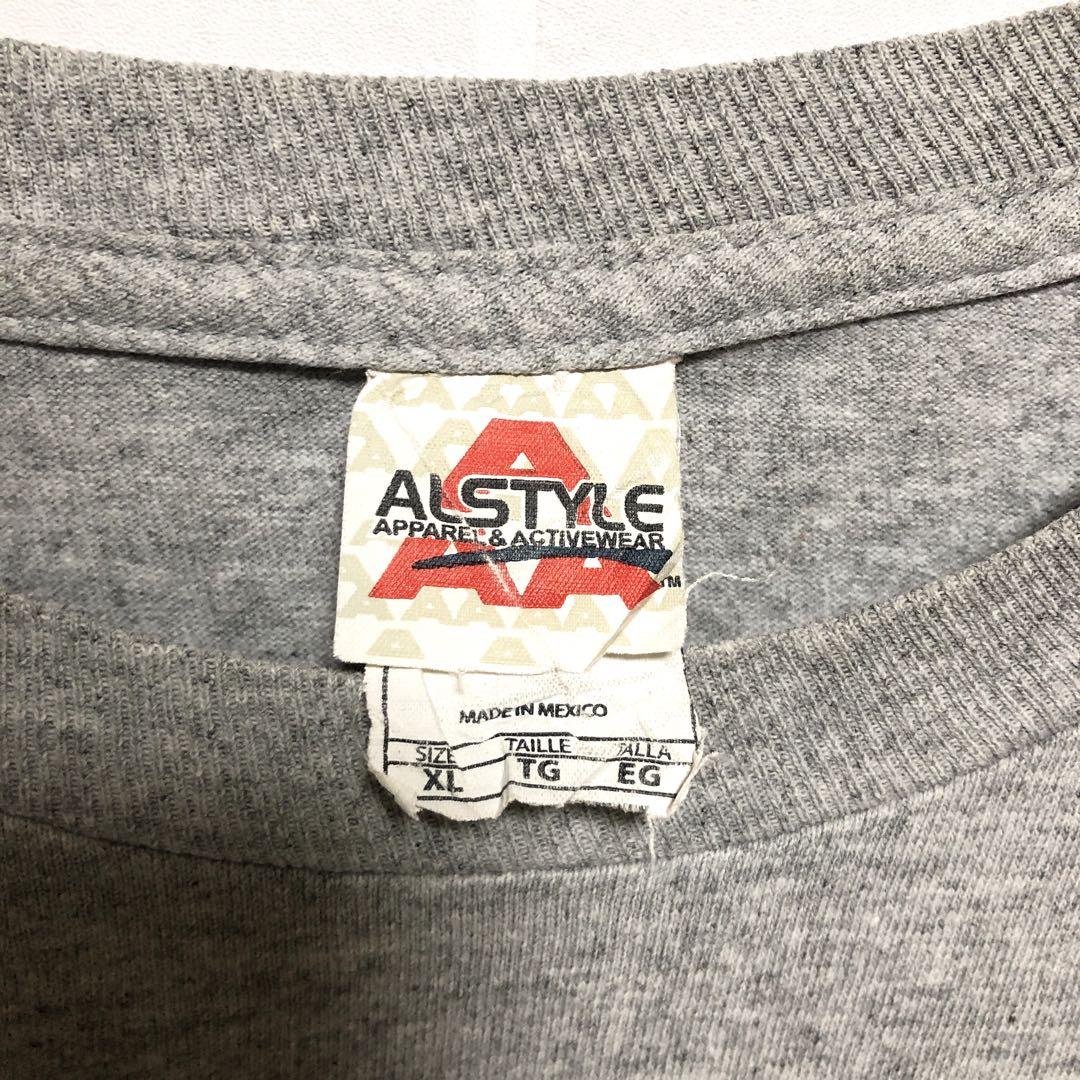 ALSTYLE
APPAREL & ACTIVEWEAR
TM
MADE IN MEXICO
SIZE TAILLE TALLA
XL TG EG